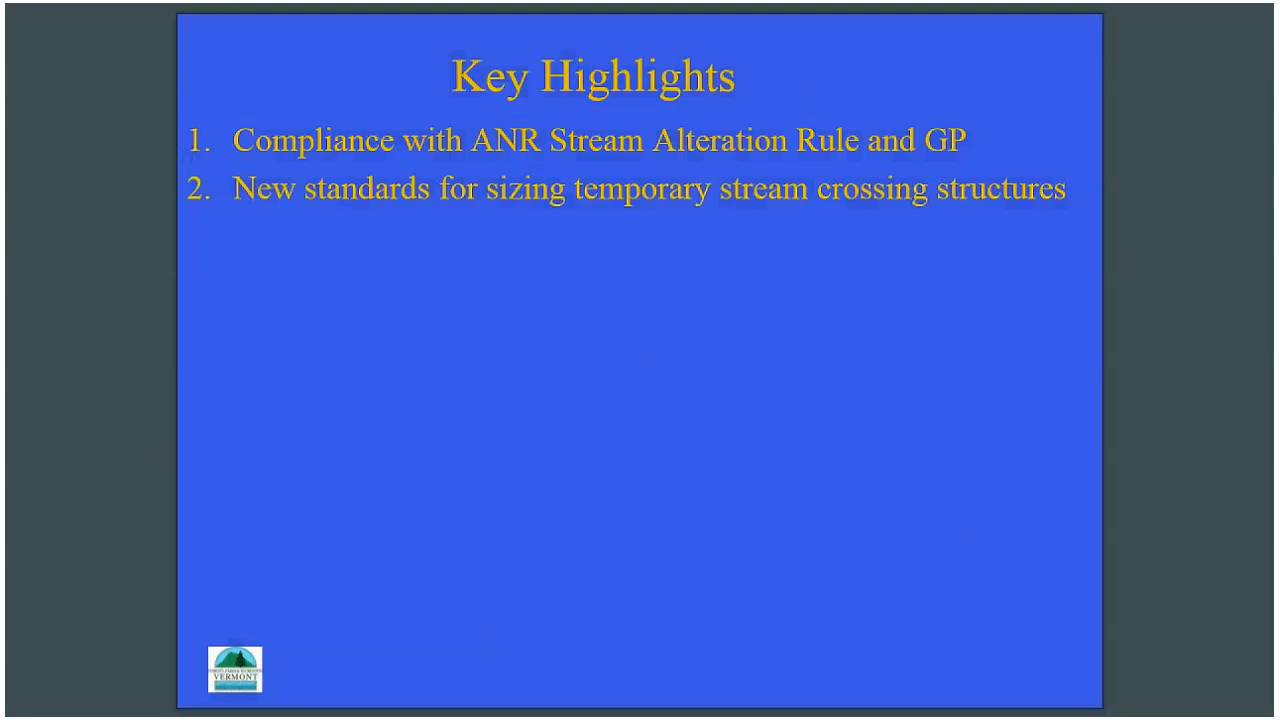 Key Highlights
1. Compliance with ANR Stream Alteration Rule and GP
2. New standards for sizing temporary stream crossing structures
VERMONT